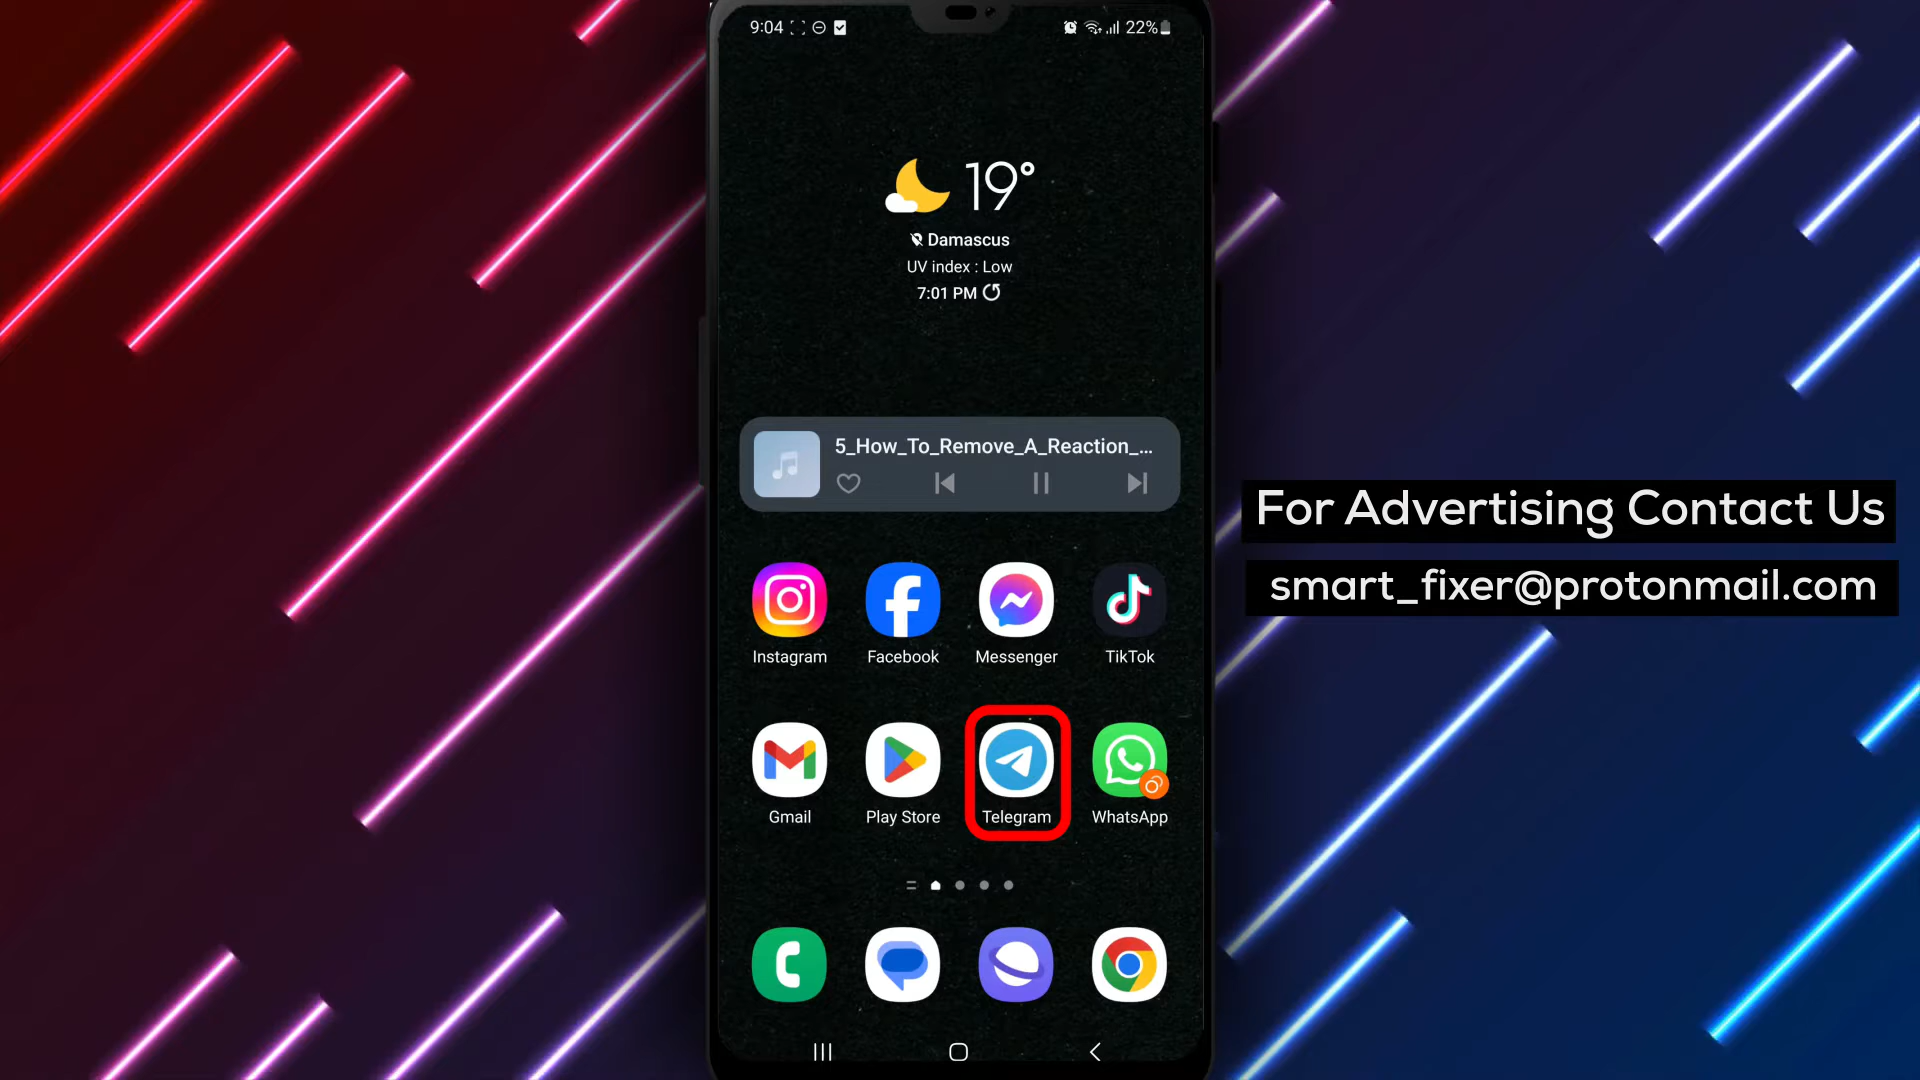 9:04
22%
19°
Damascus
UV index : Low
7:01 PM
5_How_To_Remove_A_Reaction_...
For Advertising Contact Us
smart_fixer@protonmail.com
Instagram
Facebook
Messenger
TikTok
Gmail
Play Store
Telegram
WhatsApp